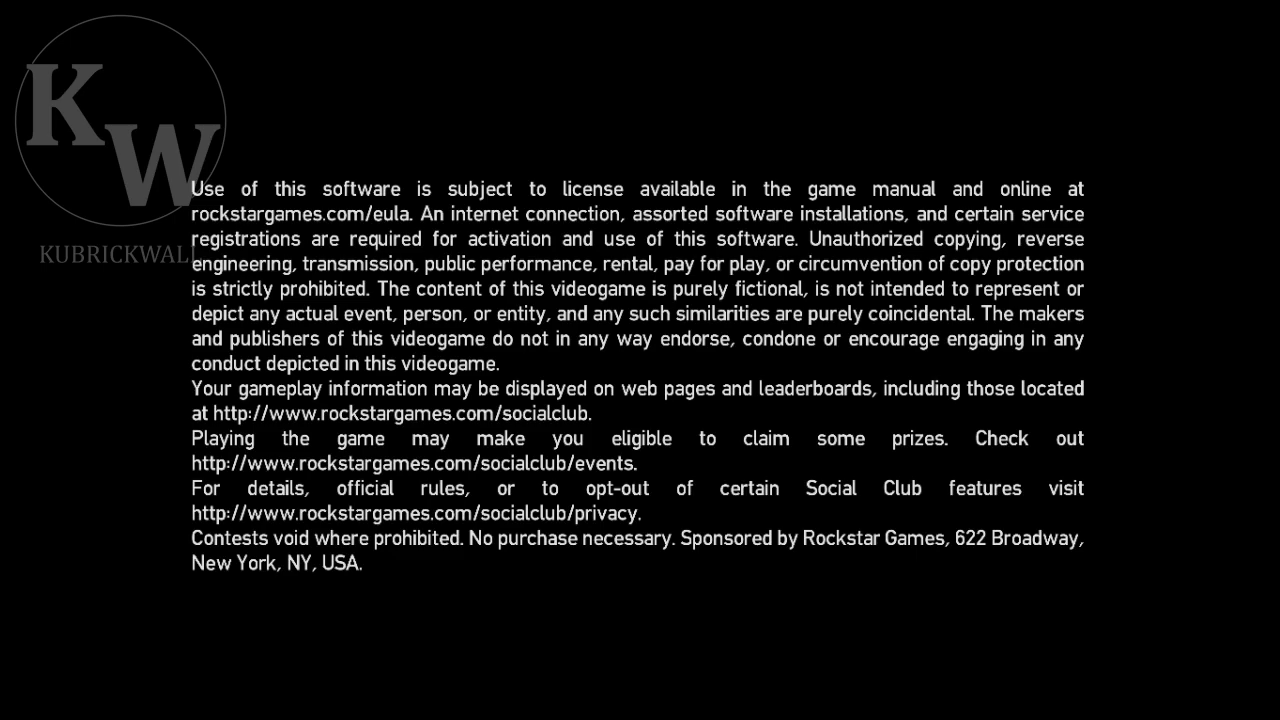 KW
KUBRICKWALL
Use of this software is subject to license available in the game manual and online at
rockstargames.com/eula. An internet connection, assorted software installations, and certain service
registrations are required for activation and use of this software. Unauthorized copying, reverse
engineering, transmission, public performance, rental, pay for play, or circumvention of copy protection
is strictly prohibited. The content of this videogame is purely fictional, is not intended to represent or
depict any actual event, person, or entity, and any such similarities are purely coincidental. The makers
and publishers of this videogame do not in any way endorse, condone or encourage engaging in any
conduct depicted in this videogame.
Your gameplay information may be displayed on web pages and leaderboards, including those located
at http://www.rockstargames.com/socialclub.
Playing the game may make you eligible to claim some prizes. Check out
http://www.rockstargames.com/socialclub/events.
For details, official rules, or to opt-out of certain Social Club features visit
http://www.rockstargames.com/socialclub/privacy.
Contests void where prohibited. No purchase necessary. Sponsored by Rockstar Games, 622 Broadway,
New York, NY, USA.